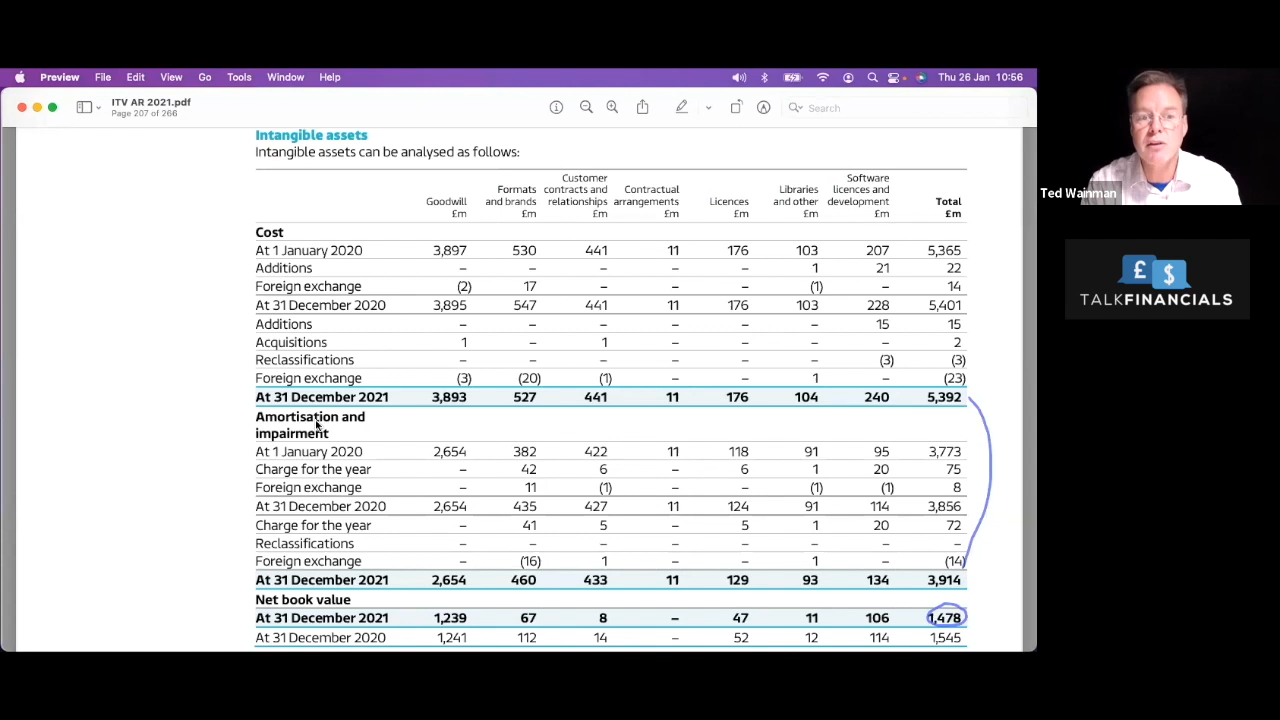 Preview File Edit View Go Tools Window Help Thu 26 Jan 10:56
ITV AR 2021.pdf
Page 207 of 266
Search
Intangible assets
Intangible assets can be analysed as follows:
Customer Software
Formats contracts and Contractual Libraries licences and
Goodwill and brands relationships arrangements Licences and other development Total
£m £m £m £m £m £m £m £m
Cost
At 1 January 2020 3,897 530 441 11 176 103 207 5,365
Additions – – – – – 1 21 22
Foreign exchange (2) 17 – – – (1) – 14
At 31 December 2020 3,895 547 441 11 176 103 228 5,401
Additions – – – – – – 15 15
Acquisitions 1 – 1 – – – – 2
Reclassifications – – – – – – (3) (3)
Foreign exchange (3) (20) (1) – – 1 – (23)
At 31 December 2021 3,893 527 441 11 176 104 240 5,392
Amortisation and
impairment
At 1 January 2020 2,654 382 422 11 118 91 95 3,773
Charge for the year – 42 6 – 6 1 20 75
Foreign exchange – 11 (1) – – (1) (1) 8
At 31 December 2020 2,654 435 427 11 124 91 114 3,856
Charge for the year – 41 5 – 5 1 20 72
Reclassifications – – – – – – – –
Foreign exchange – (16) 1 – – 1 – (14)
At 31 December 2021 2,654 460 433 11 129 93 134 3,914
Net book value
At 31 December 2021 1,239 67 8 – 47 11 106 1,478
At 31 December 2020 1,241 112 14 – 52 12 114 1,545
Ted Wainman
£ $
TALKFINANCIALS